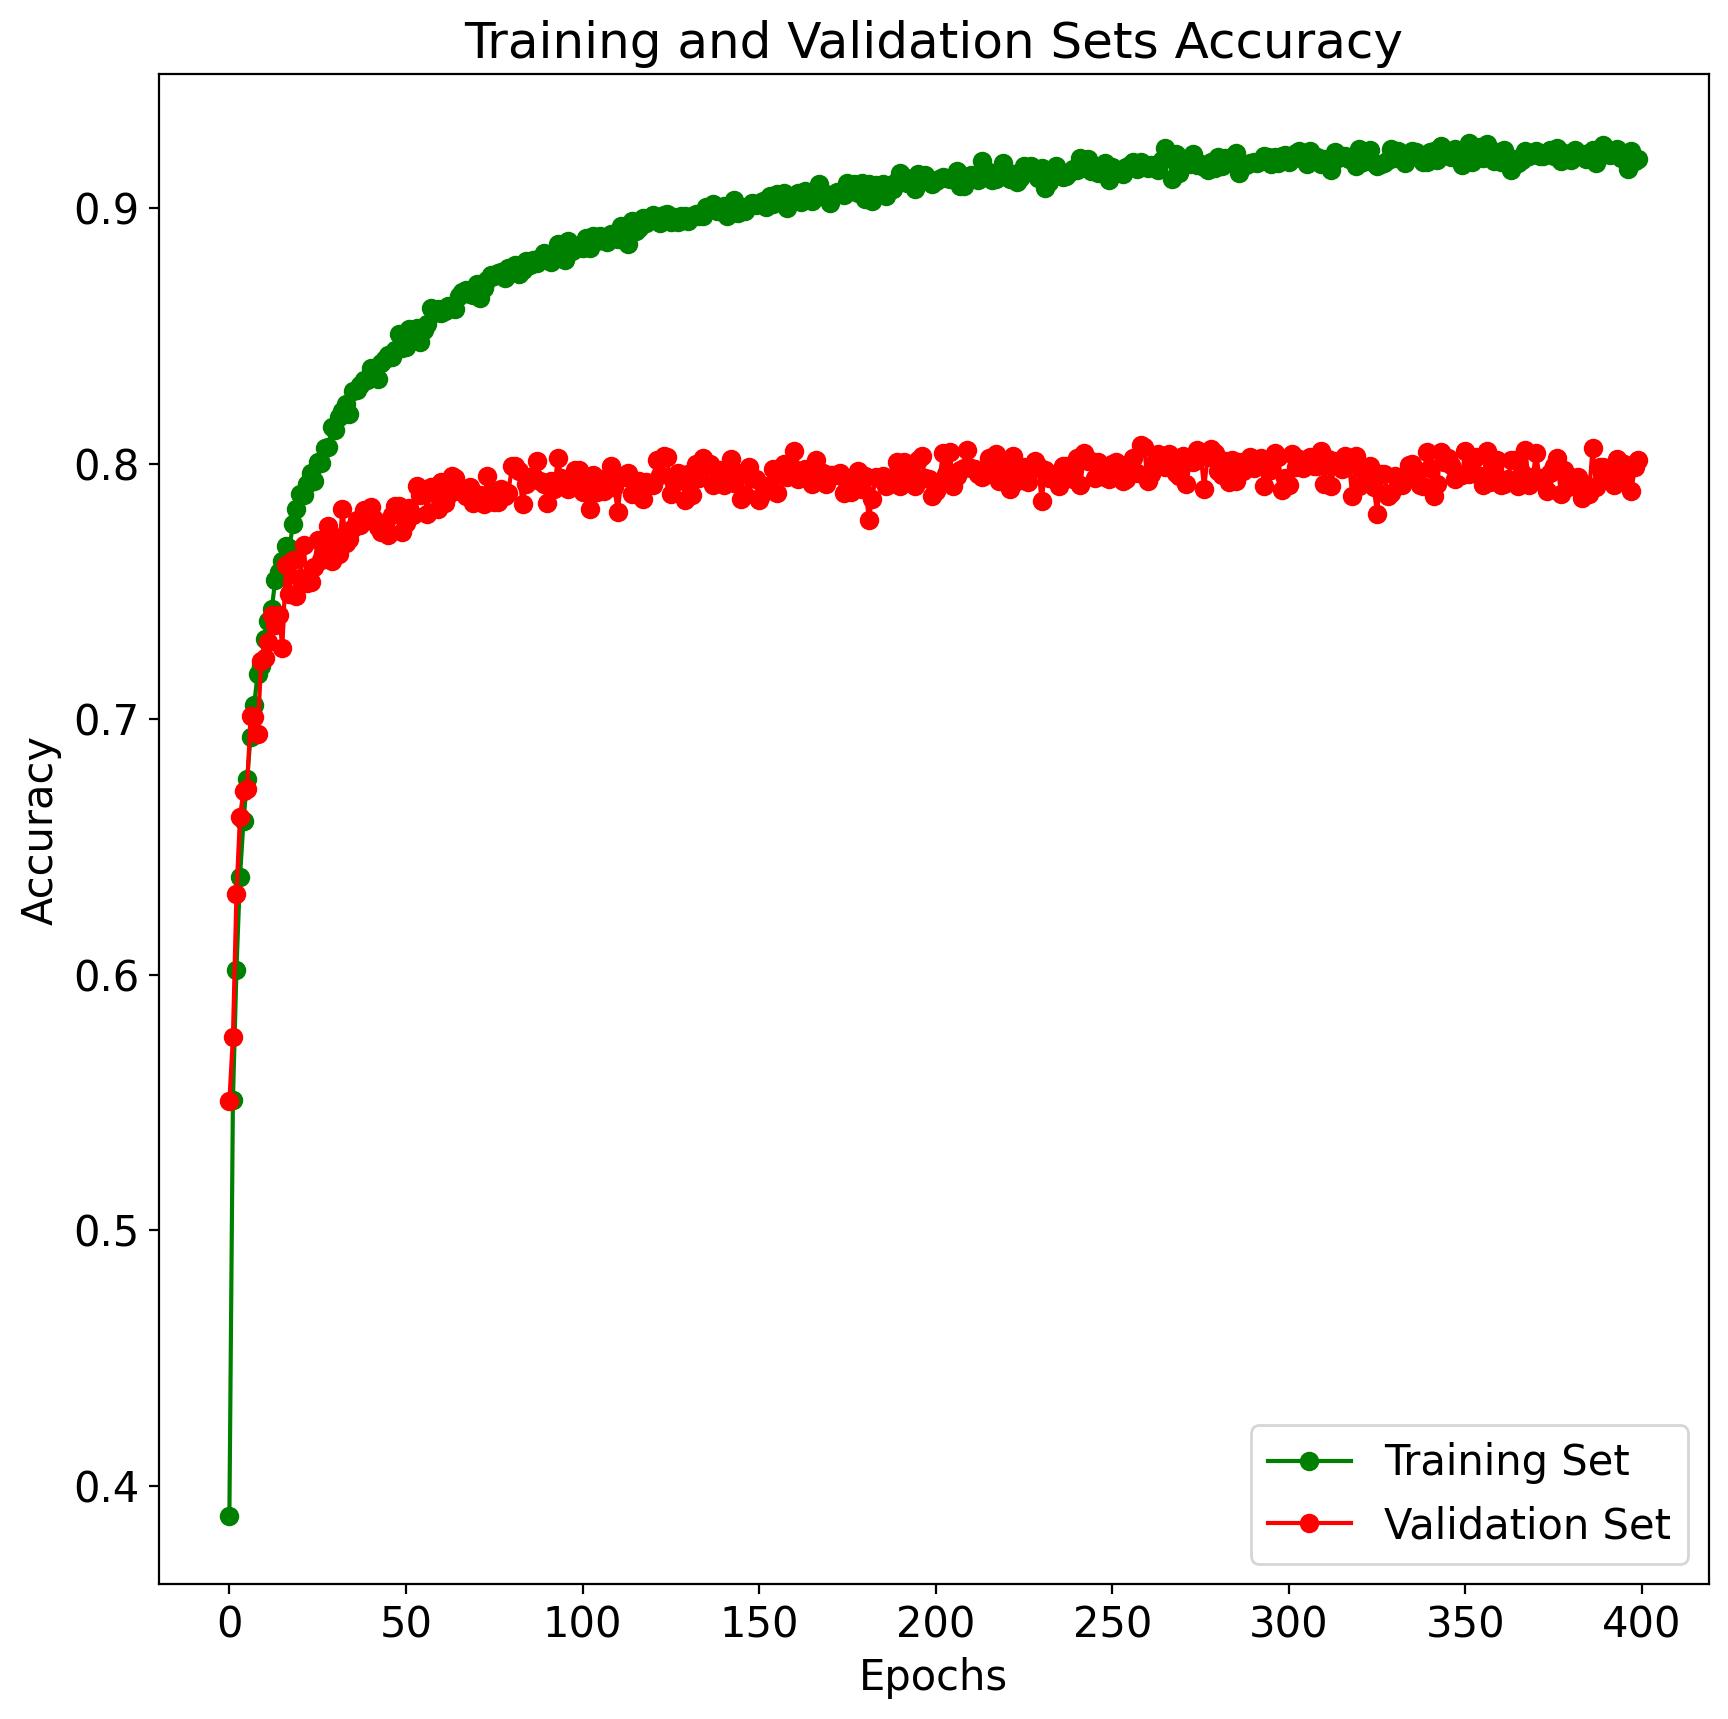 Training and Validation Sets Accuracy
Accuracy
0.9
0.8
0.7
0.6
0.5
0.4
0 50 100 150 200 250 300 350 400
Epochs
Training Set
Validation Set